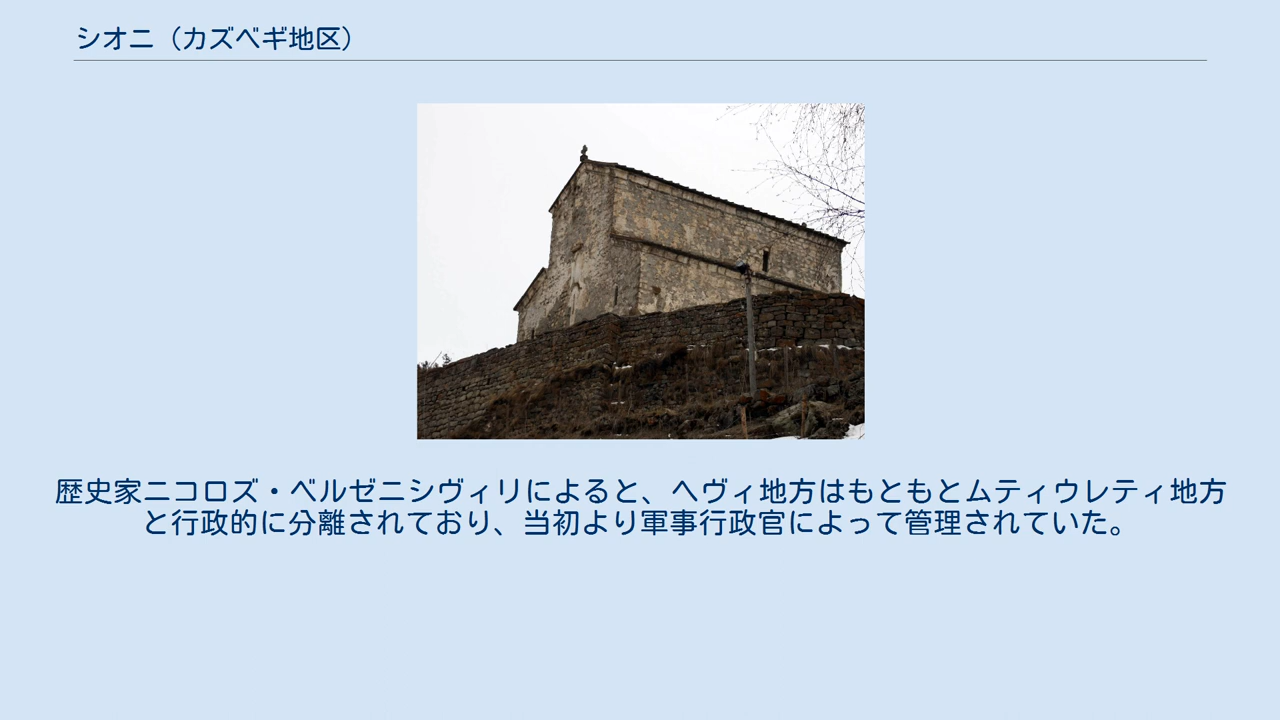 シオニ（カズベギ地区）
歴史家ニコロズ・ベルゼニシヴィリによると、ヘヴィ地方はもともとムティウレティ地方
と行政的に分離されており、当初より軍事行政官によって管理されていた。